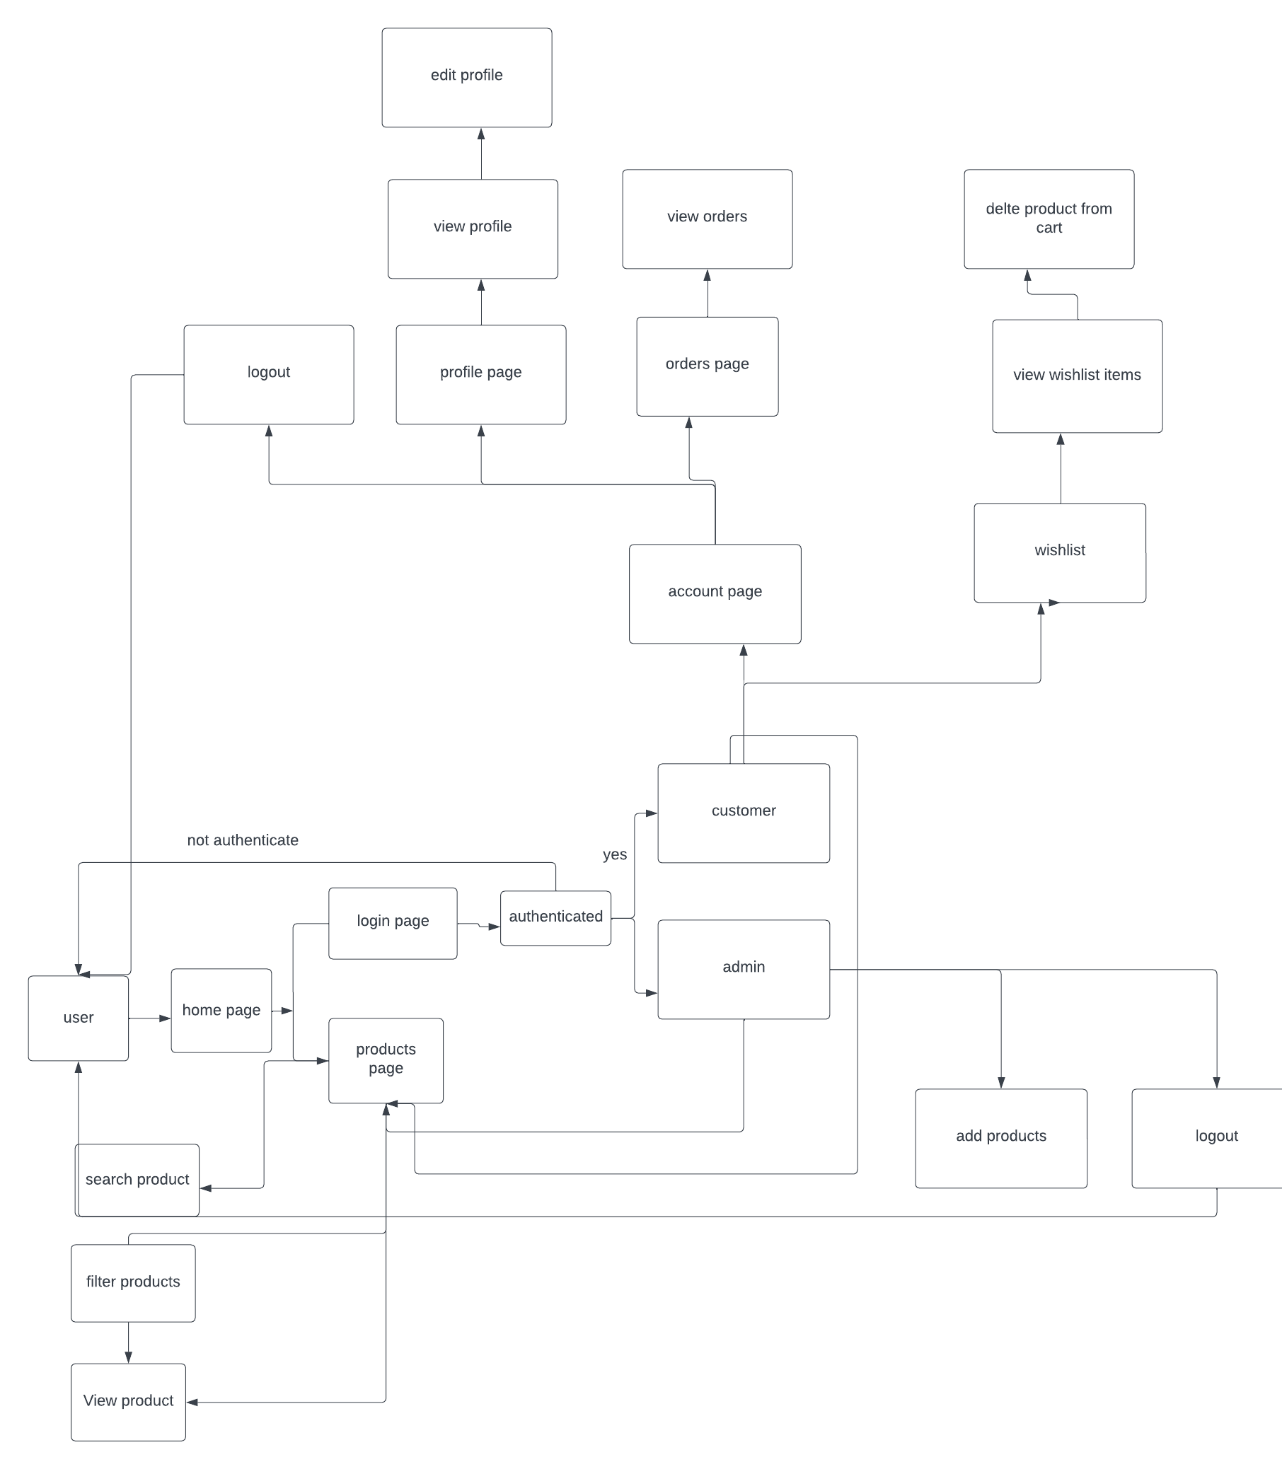 edit profile
view profile
view orders
delte product from
cart
logout
profile page
orders page
view wishlist items
wishlist
account page
customer
not authenticate
yes
login page
authenticated
admin
user
home page
products
page
add products
logout
search product
filter products
View product